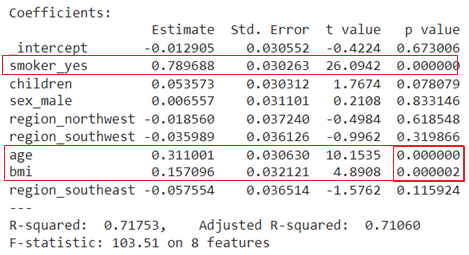 Coefficients:
Estimate Std. Error t value p value
_intercept -0.012905 0.030552 -0.4224 0.673006
smoker_yes 0.789688 0.030263 26.0942 0.000000
children 0.053573 0.030312 1.7674 0.078079
sex_male 0.006557 0.031101 0.2108 0.833146
region_northwest -0.018560 0.037240 -0.4984 0.618548
region_southwest -0.035989 0.036126 -0.9962 0.319866
age 0.311001 0.030630 10.1535 0.000000
bmi 0.157096 0.032121 4.8908 0.000002
region_southeast -0.057554 0.036514 -1.5762 0.115924
---
R-squared: 0.71753, Adjusted R-squared: 0.71060
F-statistic: 103.51 on 8 features